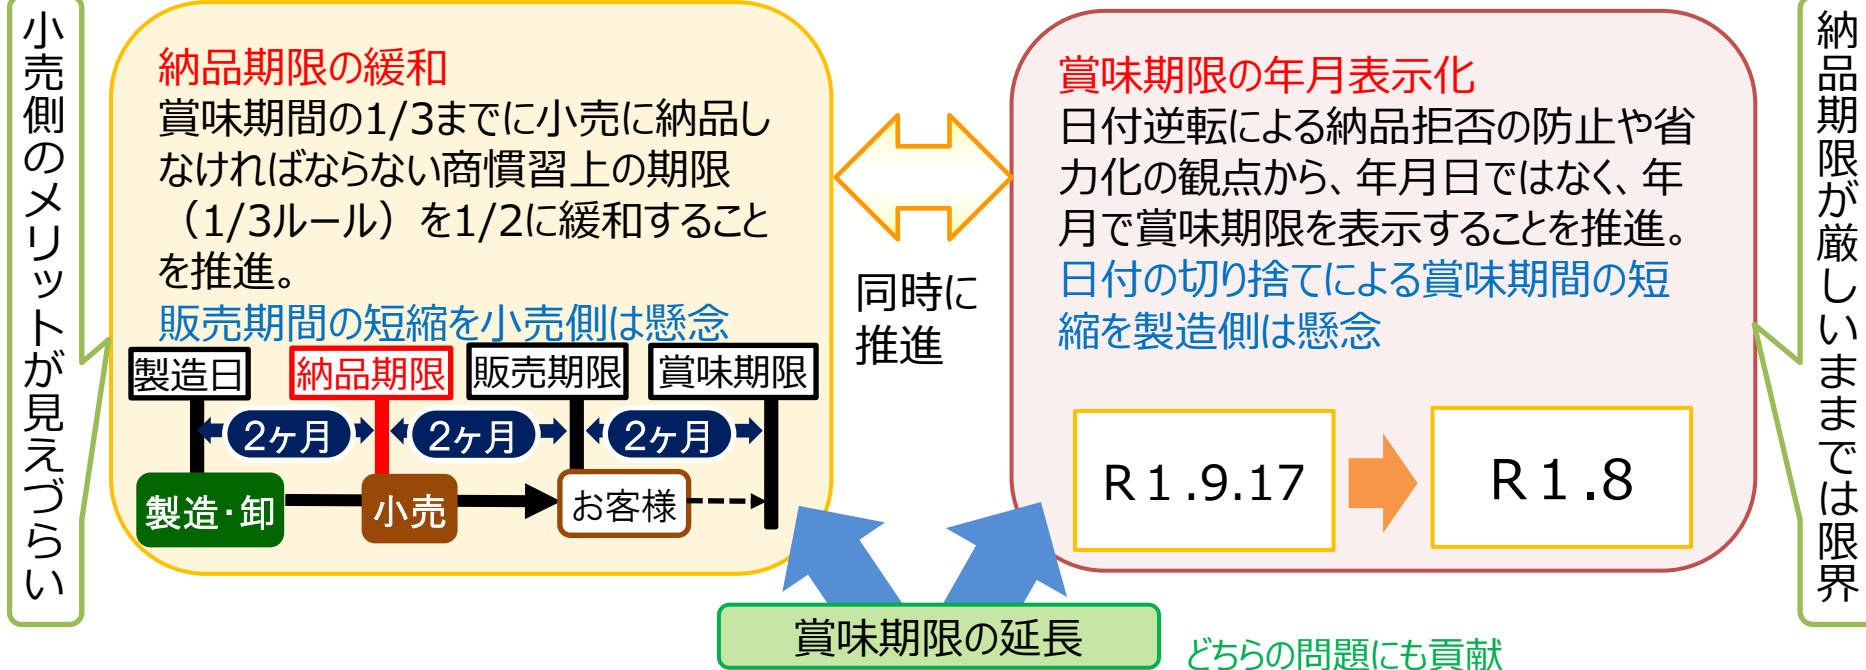 小売側のメリットが見えづらい
納品期限の緩和
賞味期間の1/3までに小売に納品し
なければならない商慣習上の期限
（1/3ルール）を1/2に緩和すること
を推進。
販売期間の短縮を小売側は懸念
製造日
納品期限
販売期限
賞味期限
2ヶ月
2ヶ月
2ヶ月
製造・卸
小売
お客様
同時に
推進
賞味期限の年月表示化
日付逆転による納品拒否の防止や省
力化の観点から、年月日ではなく、年
月で賞味期限を表示することを推進。
日付の切り捨てによる賞味期間の短
縮を製造側は懸念
R１.9.17
R１.8
納品期限が厳しいままでは限界
賞味期限の延長
どちらの問題にも貢献